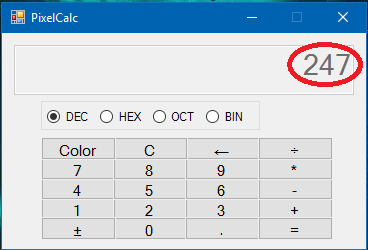 PixelCalc
247
DEC HEX OCT BIN
Color C ← ÷
7 8 9 *
4 5 6 -
1 2 3 +
± 0 . =